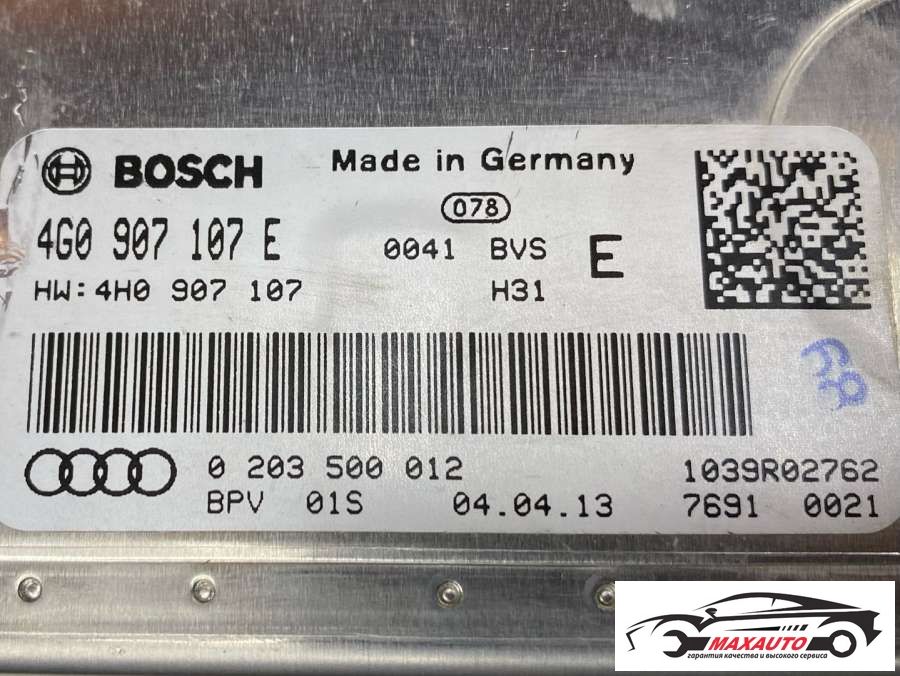 BOSCH
Made in Germany
078
4G0 907 107 E
0041 BVS
E
HW:4H0 907 107
H31
0 203 500 012
1039R02762
BPV 01S
04.04.13
7691 0021
MAXAUTO
гарантия качества и высокого сервиса